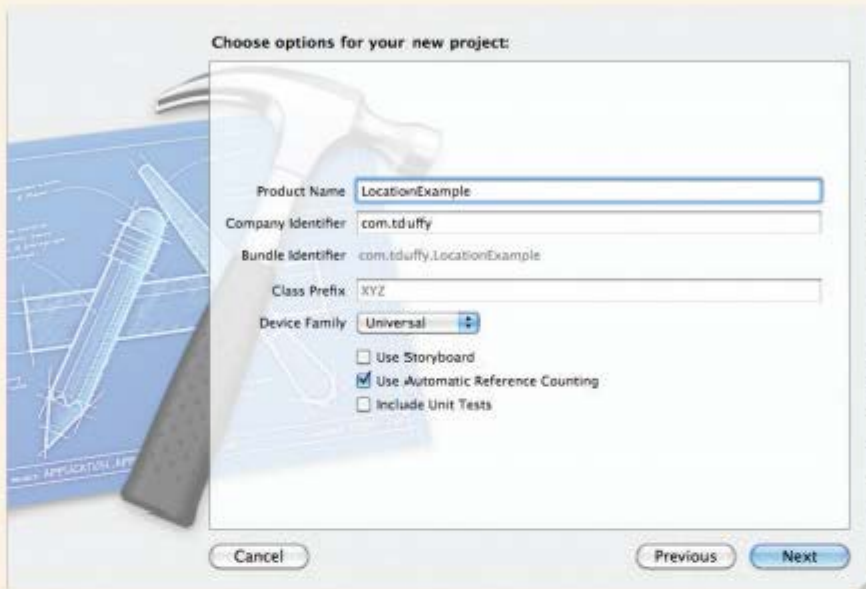 Choose options for your new project:
Product Name LocationExample
Company Identifier com.tduffy
Bundle Identifier com.tduffy.LocationExample
Class Prefix XYZ
Device Family Universal
Use Storyboard
Use Automatic Reference Counting
Include Unit Tests
APPLICATION
Cancel
Previous
Next